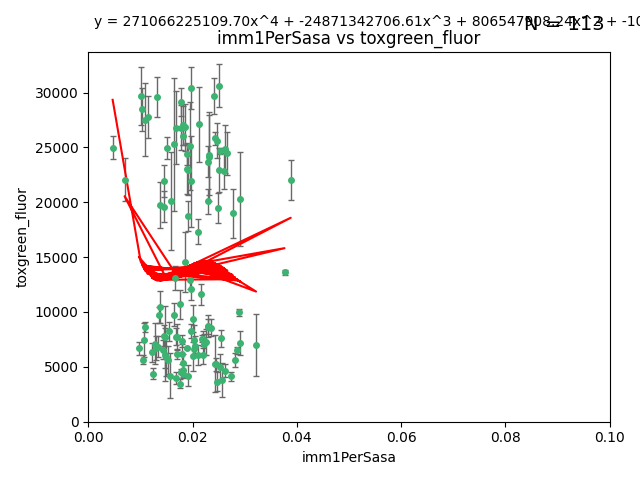 y = 271066225109.70x^4 + -24871342706.61x^3 + 806547908.24x^2 + -10
N = 113
imm1PerSasa vs toxgreen_fluor
toxgreen_fluor
30000
25000
20000
15000
10000
5000
0
0.00 0.02 0.04 0.06 0.08 0.10
imm1PerSasa